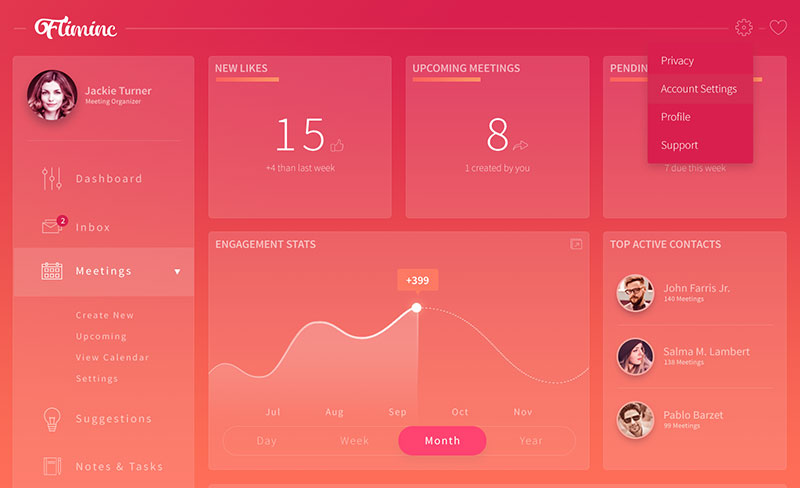 Fliminc
Jackie Turner
Meeting Organizer
Dashboard
2
Inbox
Meetings
Create New
Upcoming
View Calendar
Settings
Suggestions
Notes & Tasks
NEW LIKES
15
+4 than last week
UPCOMING MEETINGS
8
1 created by you
PENDIN
7 due this week
Privacy
Account Settings
Profile
Support
ENGAGEMENT STATS
+399
Jul Aug Sep Oct Nov
Day Week Month Year
TOP ACTIVE CONTACTS
John Farris Jr.
140 Meetings
Salma M. Lambert
138 Meetings
Pablo Barzet
99 Meetings